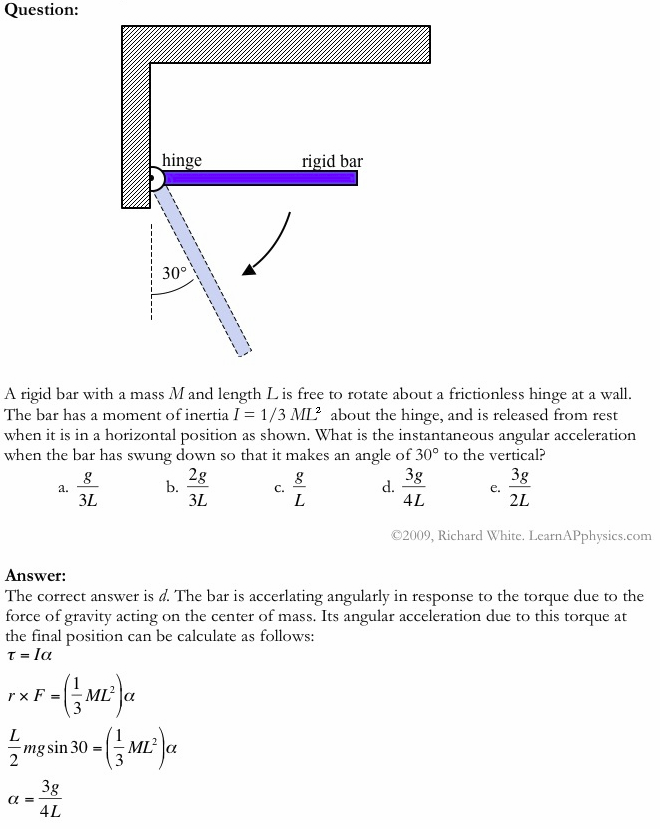 Question:
hinge
rigid bar
30°
A rigid bar with a mass M and length L is free to rotate about a frictionless hinge at a wall.
The bar has a moment of inertia I = 1/3 ML² about the hinge, and is released from rest
when it is in a horizontal position as shown. What is the instantaneous angular acceleration
when the bar has swung down so that it makes an angle of 30° to the vertical?
a. g/3L b. 2g/3L c. g/L d. 3g/4L e. 3g/2L
©2009, Richard White. LearnAPphysics.com
Answer:
The correct answer is d. The bar is accerlating angularly in response to the torque due to the
force of gravity acting on the center of mass. Its angular acceleration due to this torque at
the final position can be calculate as follows:
τ = Iα
r × F = (1/3 ML²)α
L/2 mg sin 30 = (1/3 ML²)α
α = 3g/4L